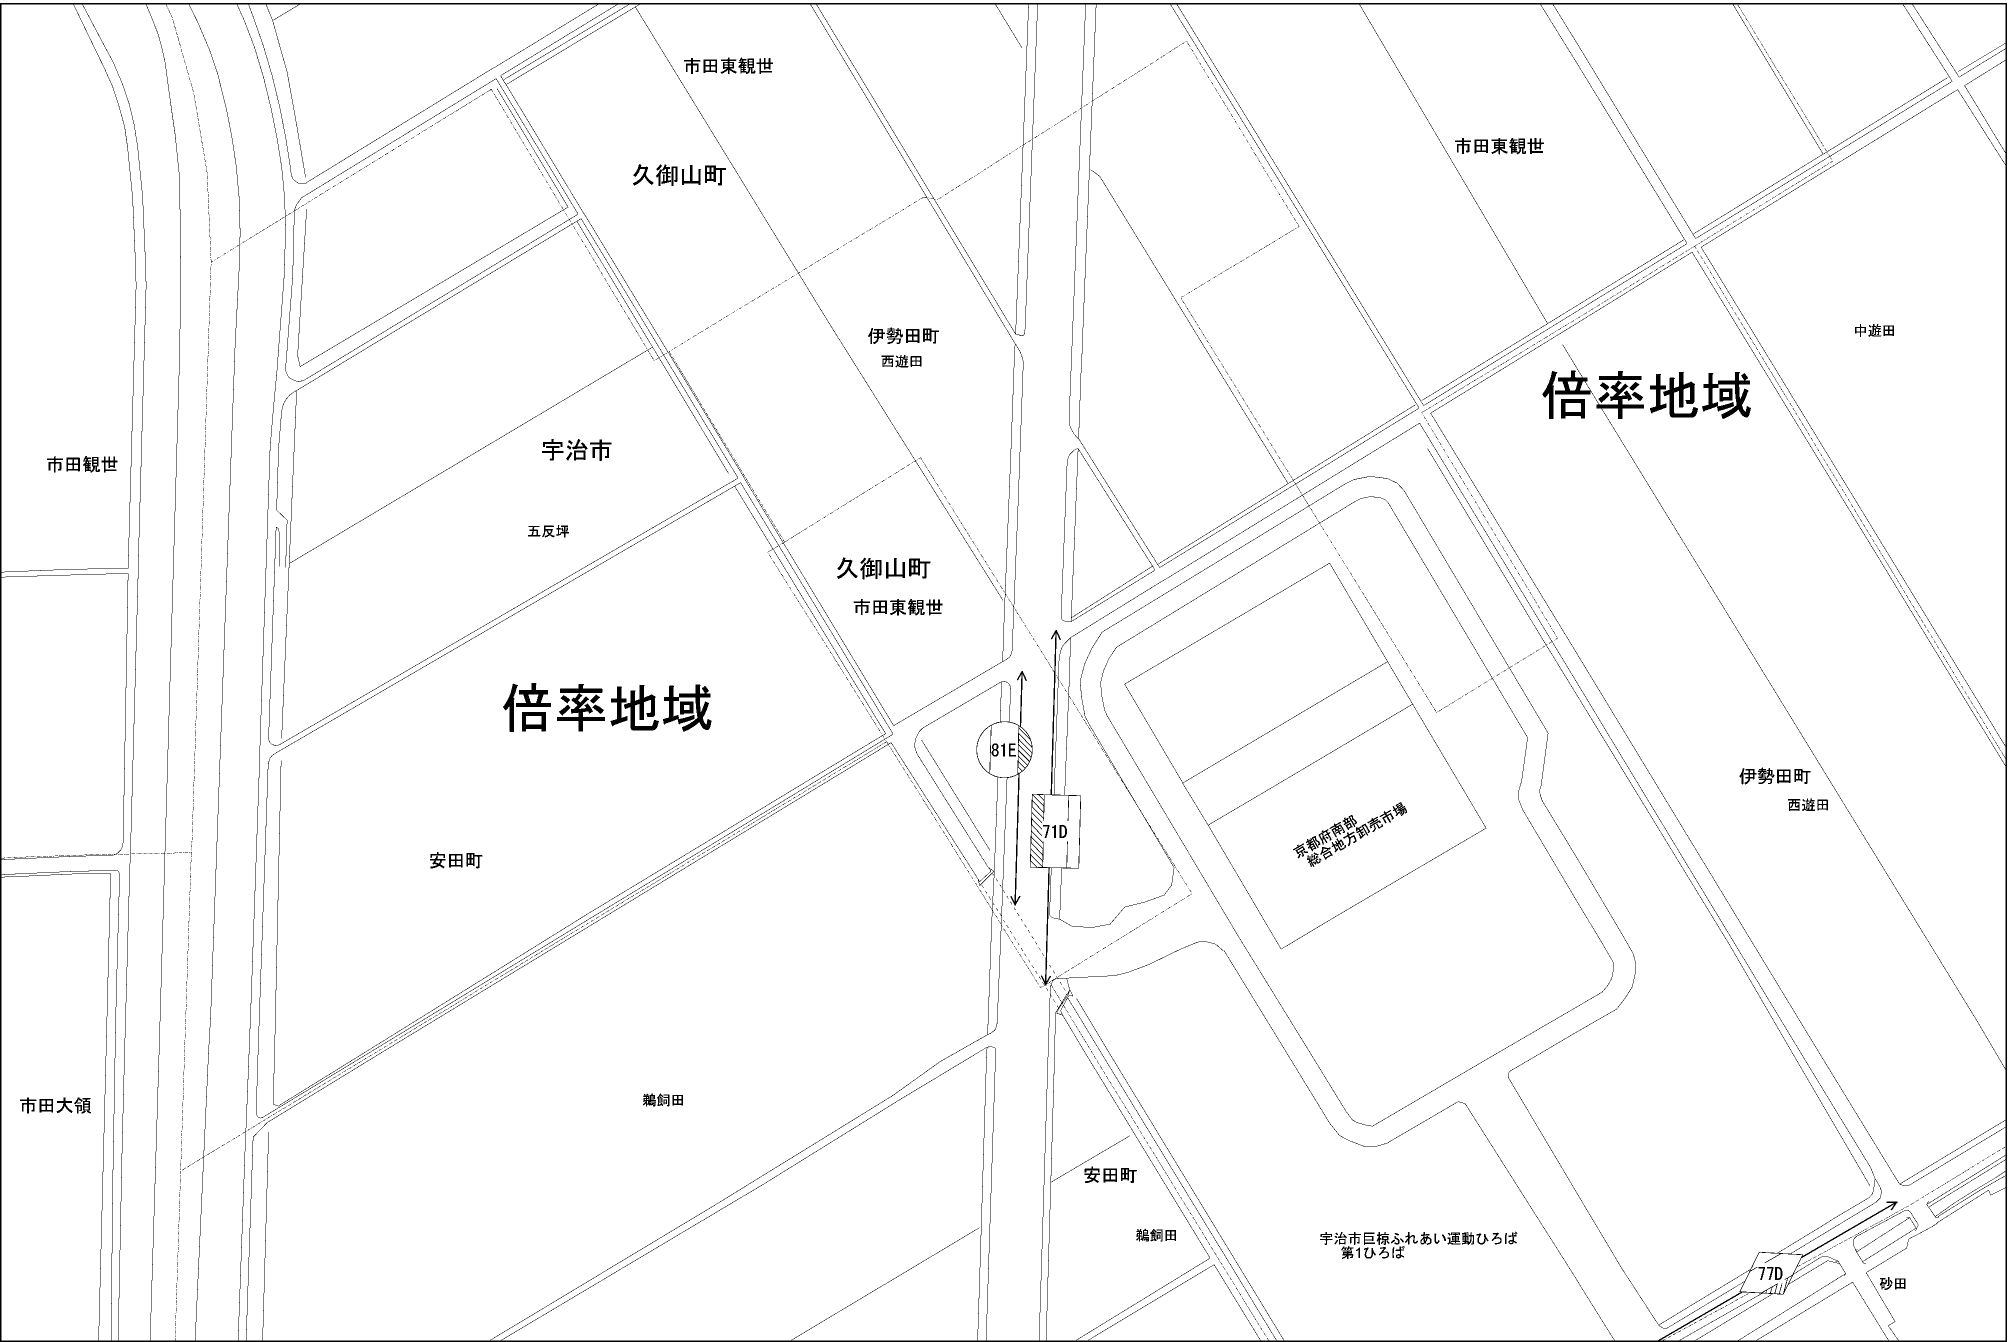 市田東観世
市田東観世
久御山町
中遊田
伊勢田町
西遊田
倍率地域
宇治市
市田観世
五反坪
久御山町
市田東観世
倍率地域
81E
伊勢田町
西遊田
71D
京都府南部
総合地方卸売市場
安田町
鵜飼田
市田大領
安田町
鵜飼田
宇治市巨椋ふれあい運動ひろば
第1ひろば
77D
砂田